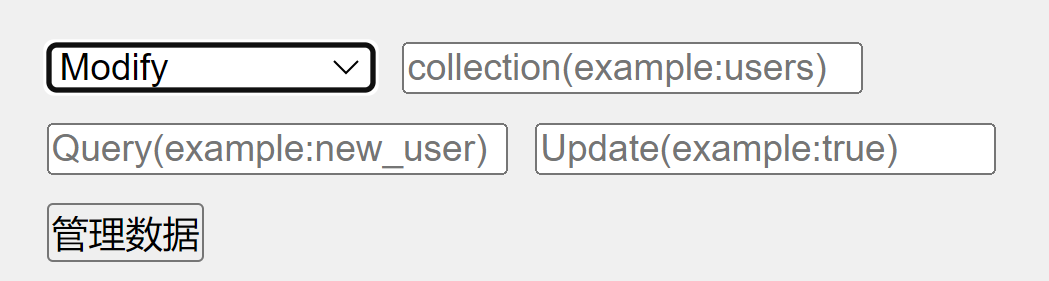 Modify collection(example:users)
Query(example:new_user) Update(example:true)
管理数据